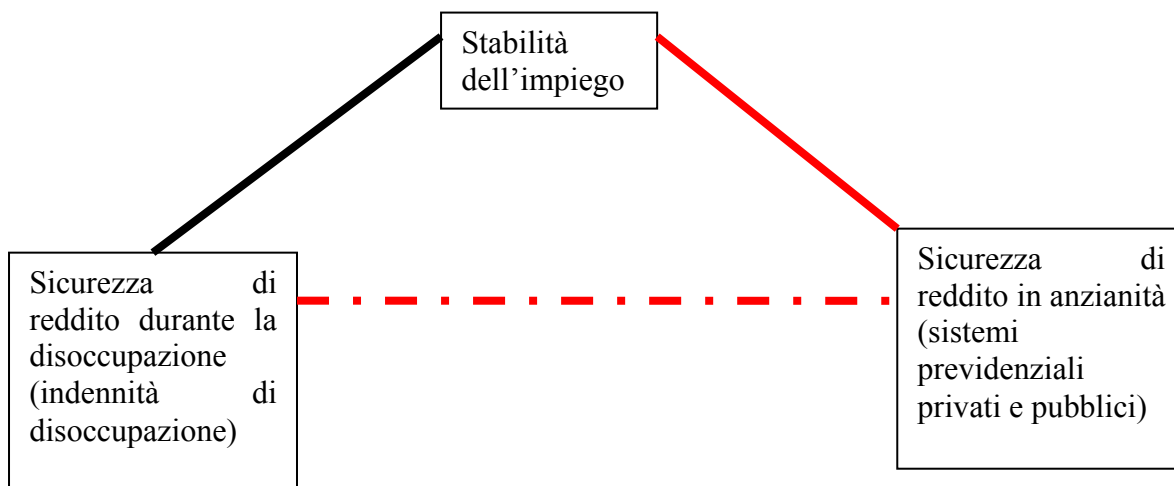 Stabilità
dell’impiego
Sicurezza di
reddito durante la
disoccupazione
(indennità di
disoccupazione)
Sicurezza di
reddito in anzianità
(sistemi
previdenziali
privati e pubblici)